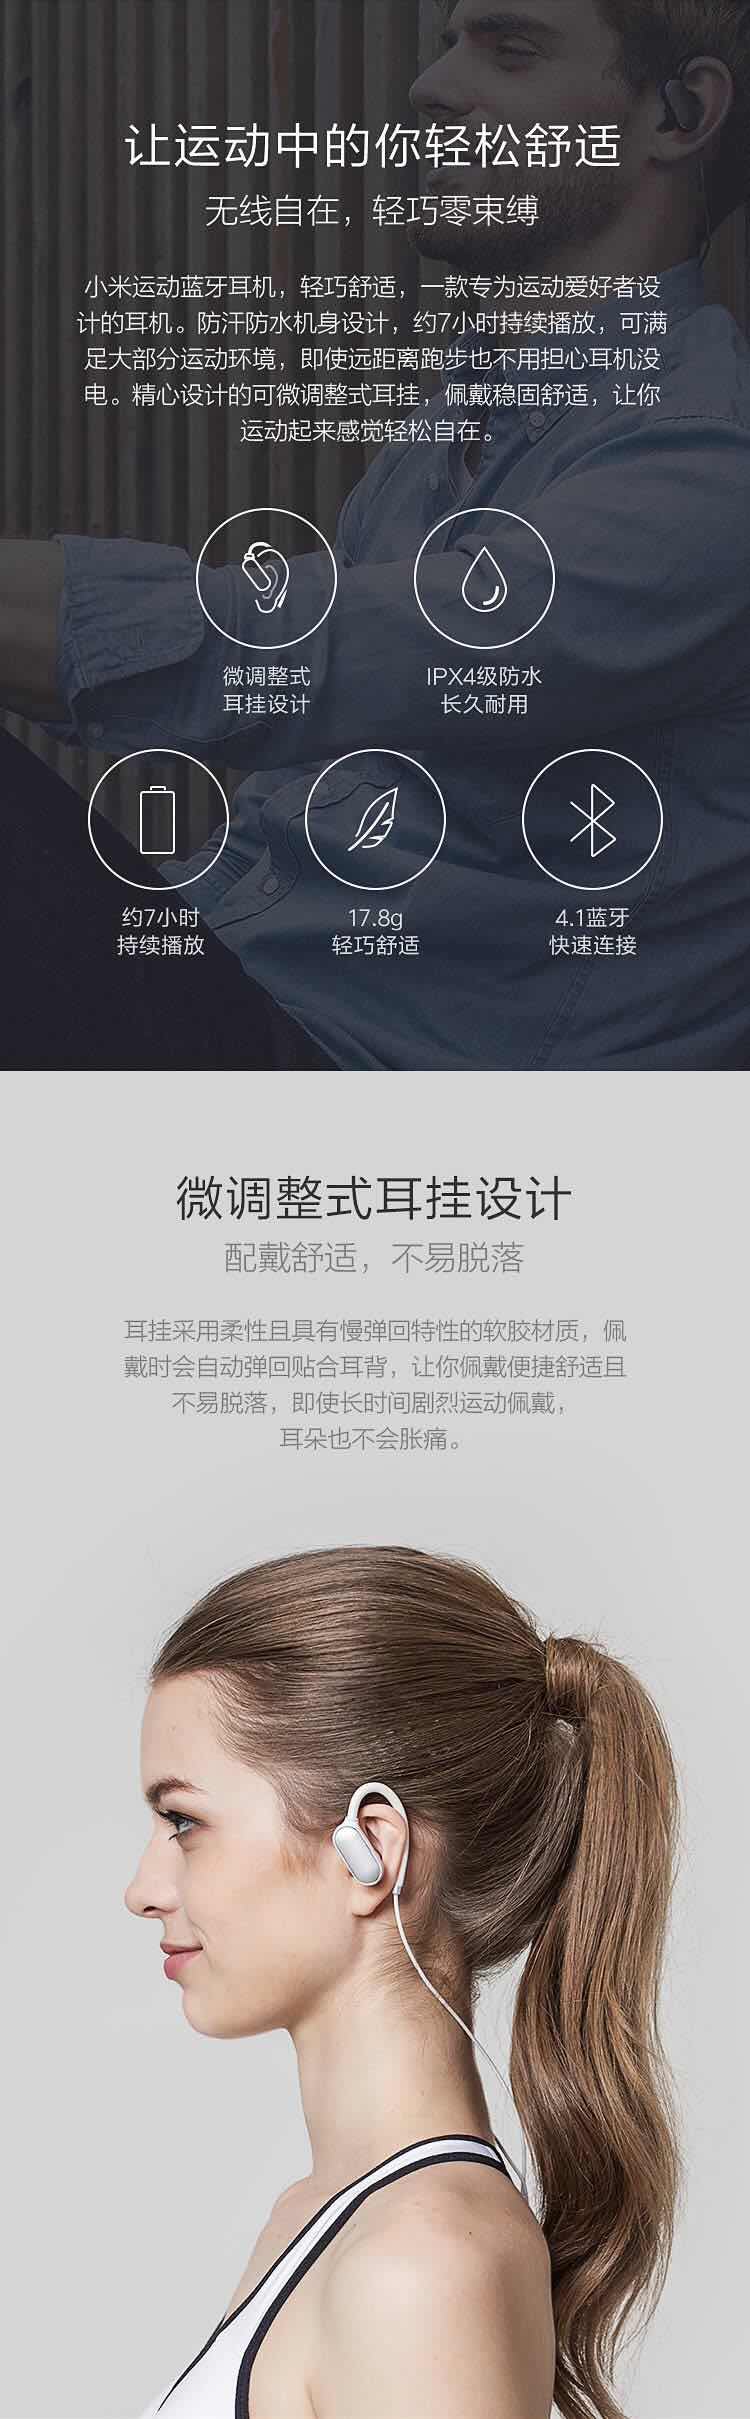 让运动中的你轻松舒适
无线自在，轻巧零束缚
小米运动蓝牙耳机，轻巧舒适，一款专为运动爱好者设
计的耳机。防汗防水机身设计，约7小时持续播放，可满
足大部分运动环境，即使远距离跑步也不用担心耳机没
电。精心设计的可微调整式耳挂，佩戴稳固舒适，让你
运动起来感觉轻松自在。
微调整式
耳挂设计
IPX4级防水
长久耐用
约7小时
持续播放
17.8g
轻巧舒适
4.1蓝牙
快速连接
微调整式耳挂设计
配戴舒适，不易脱落
耳挂采用柔性且具有慢弹回特性的软胶材质，佩
戴时会自动弹回贴合耳背，让你佩戴便捷舒适且
不易脱落，即使长时间剧烈运动佩戴，
耳朵也不会胀痛。